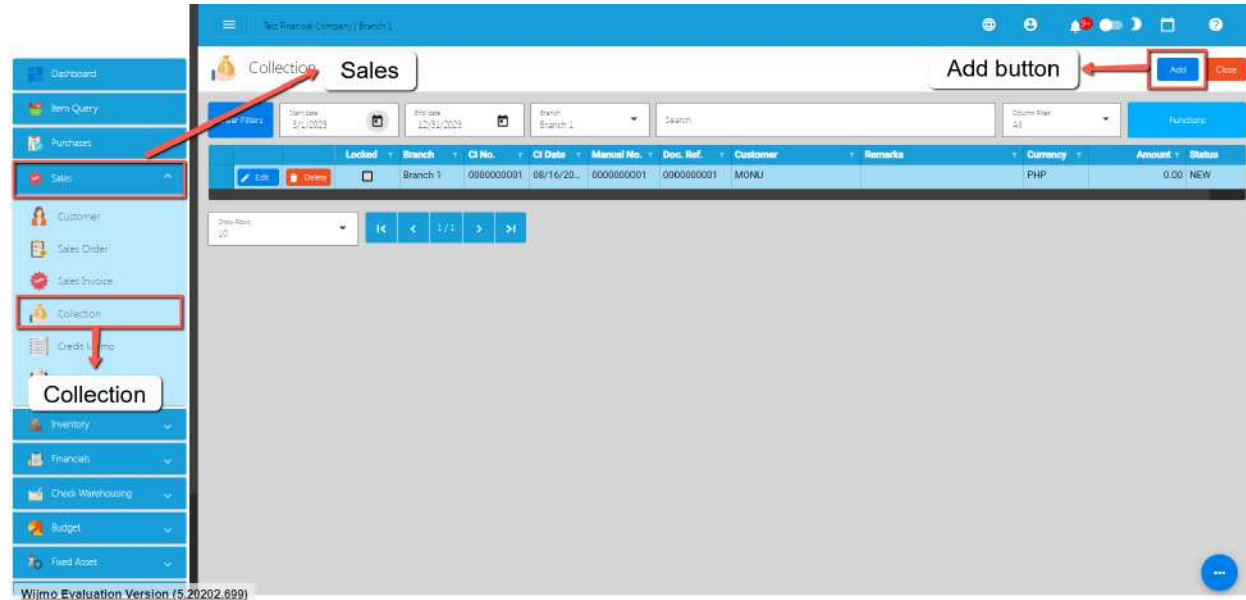 Test Financial Company | Branch 1
9+
Collection
Sales
Add button
Add
Close
Dashboard
Item Query
Purchases
Sales
Customer
Sales Order
Sales Invoice
Collection
Credit Memo
Collection
Inventory
Financials
Check Warehousing
Budget
Fixed Asset
Wijmo Evaluation Version (5.20202.699)
Filters
Start date
End date
12/31/2023
Branch
Branch 1
Search
Column Filter
All
Functions
Locked Branch CI No. CI Date Manual No. Doc. Ref. Customer Remarks Currency Amount Status
Edit Delete Branch 1 0000000001 08/16/20... 0000000001 0000000001 MONU PHP 0.00 NEW
Show Rows
10
1/1